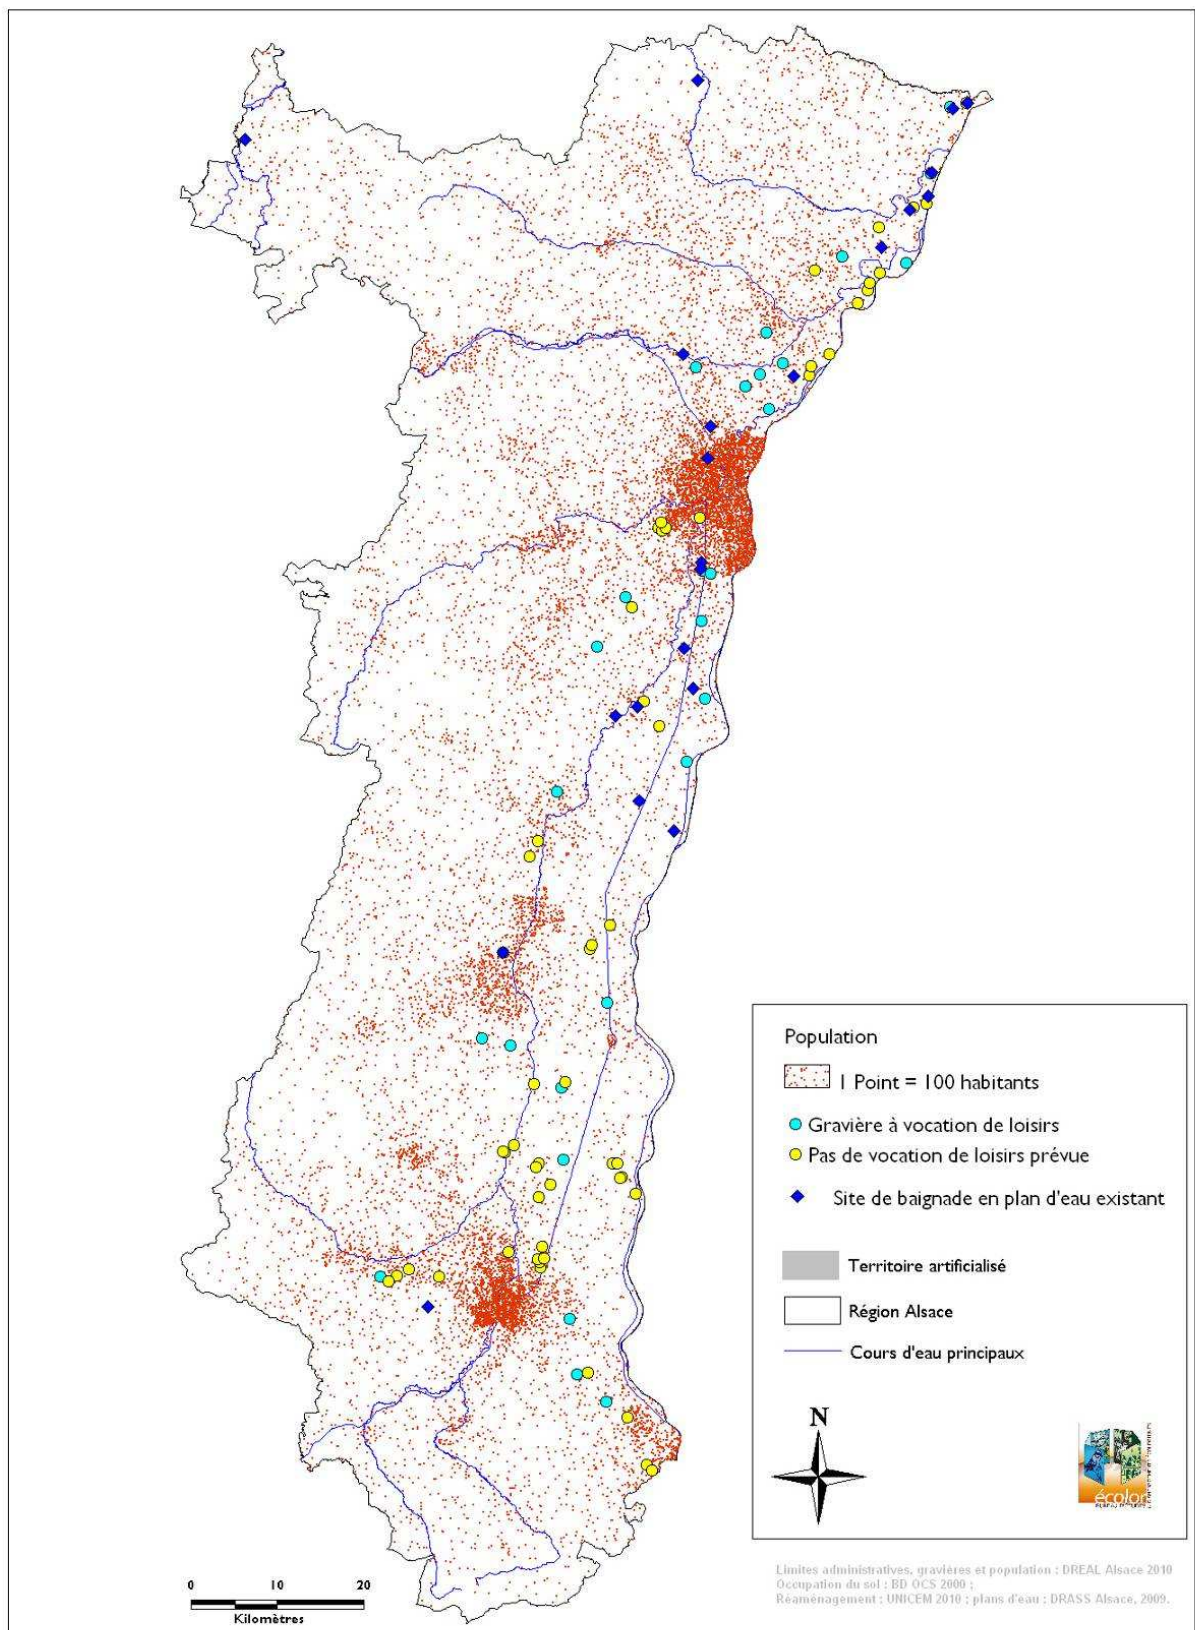 Population
1 Point = 100 habitants
Gravière à vocation de loisirs
Pas de vocation de loisirs prévue
Site de baignade en plan d'eau existant
Territoire artificialisé
Région Alsace
Cours d'eau principaux
N
écolor
0 10 20
Kilomètres
Limites administratives, gravières et population : DREAL Alsace 2010
Occupation du sol : BD OCS 2000 ;
Réaménagement : UNICEM 2010 ; plans d'eau : DRASS Alsace, 2009.